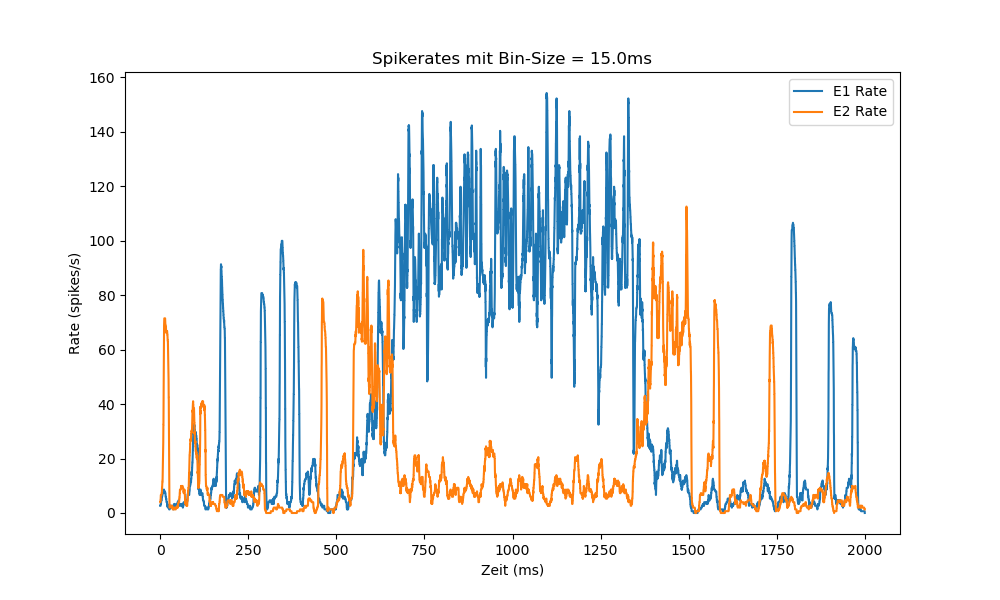 Spikerates mit Bin-Size = 15.0ms
E1 Rate
E2 Rate
Rate (spikes/s)
160
140
120
100
80
60
40
20
0
0 250 500 750 1000 1250 1500 1750 2000
Zeit (ms)